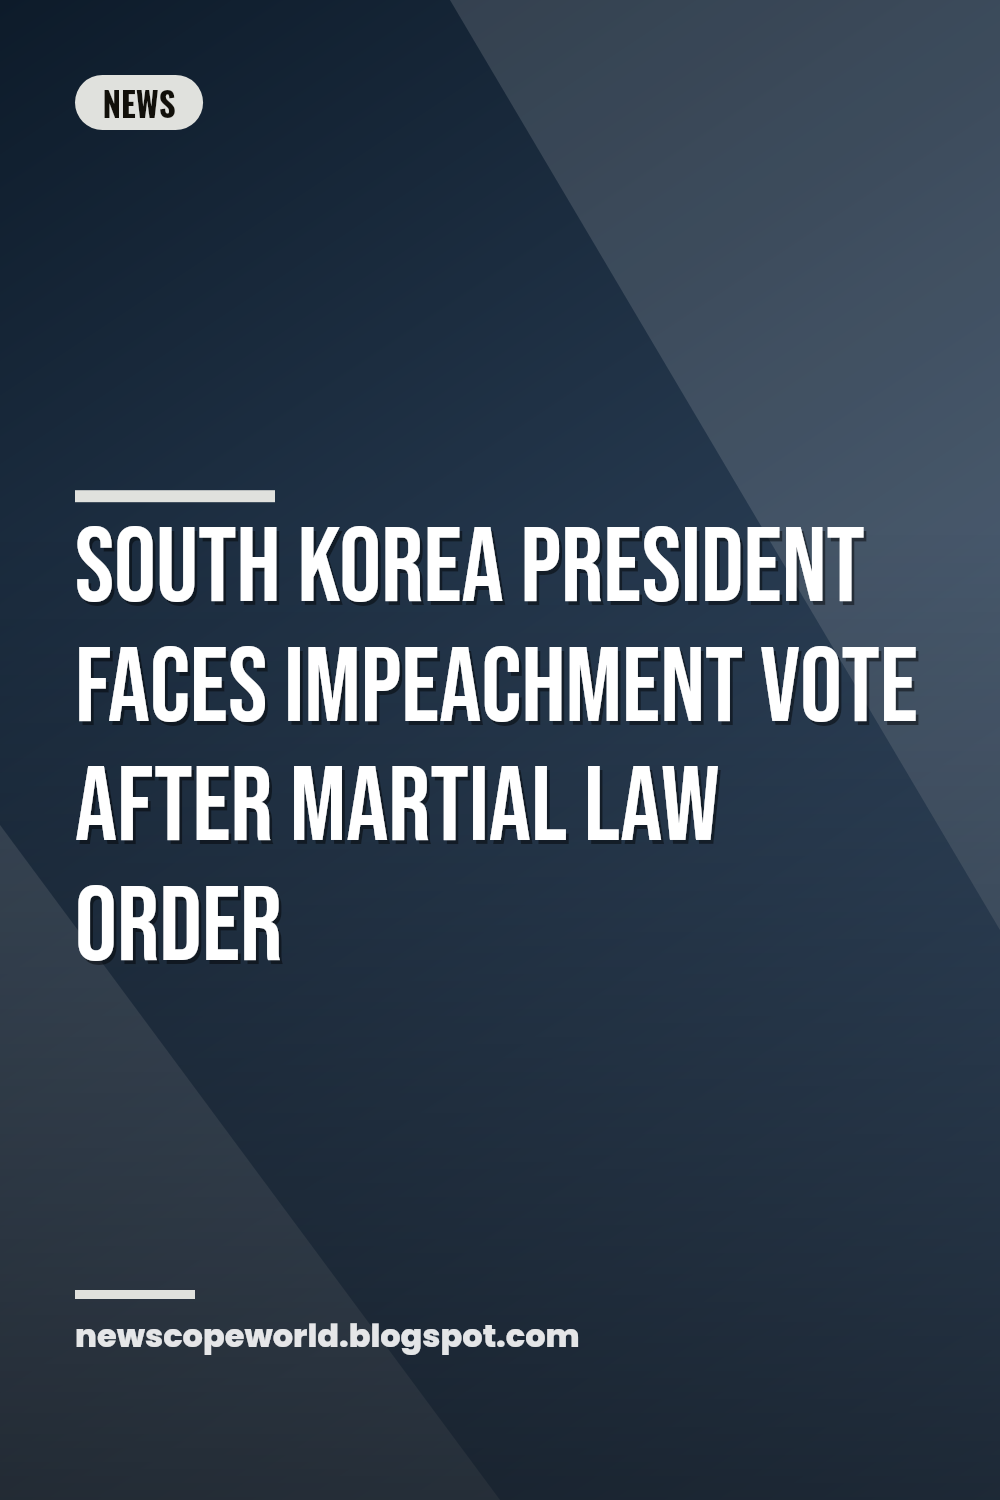 NEWS
SOUTH KOREA PRESIDENT
FACES IMPEACHMENT VOTE
AFTER MARTIAL LAW
ORDER
newscopeworld.blogspot.com